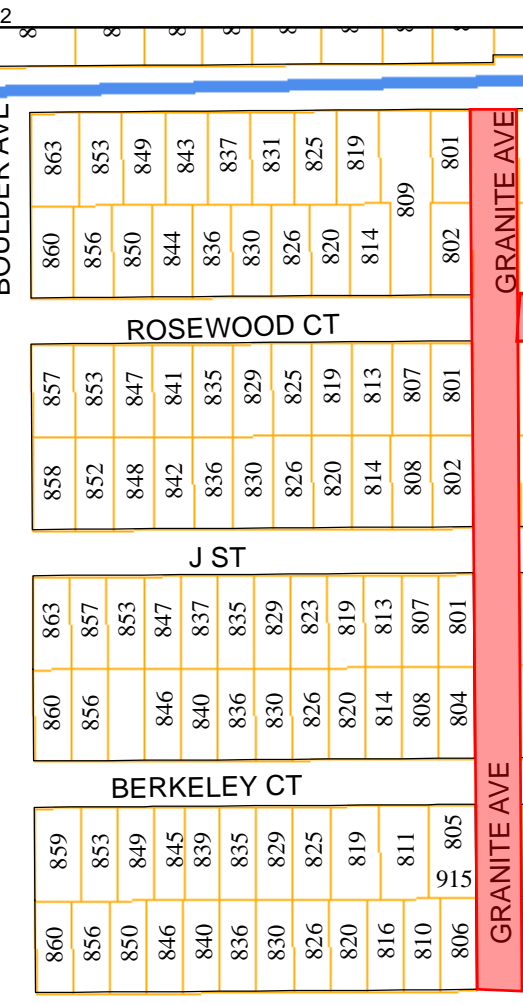 2
863 853 849 843 837 831 825 819 809 801
860 856 850 844 836 830 826 820 814 802
ROSEWOOD CT
857 853 847 841 835 829 825 819 813 807 801
858 852 848 842 836 830 826 820 814 808 802
J ST
863 857 853 847 837 835 829 823 819 813 807 801
860 856 846 840 836 830 826 820 814 808 804
BERKELEY CT
859 853 849 845 839 835 829 825 819 811 805
915
860 856 850 846 840 836 830 826 820 816 810 806
BOULDER AVE
GRANITE AVE
GRANITE AVE